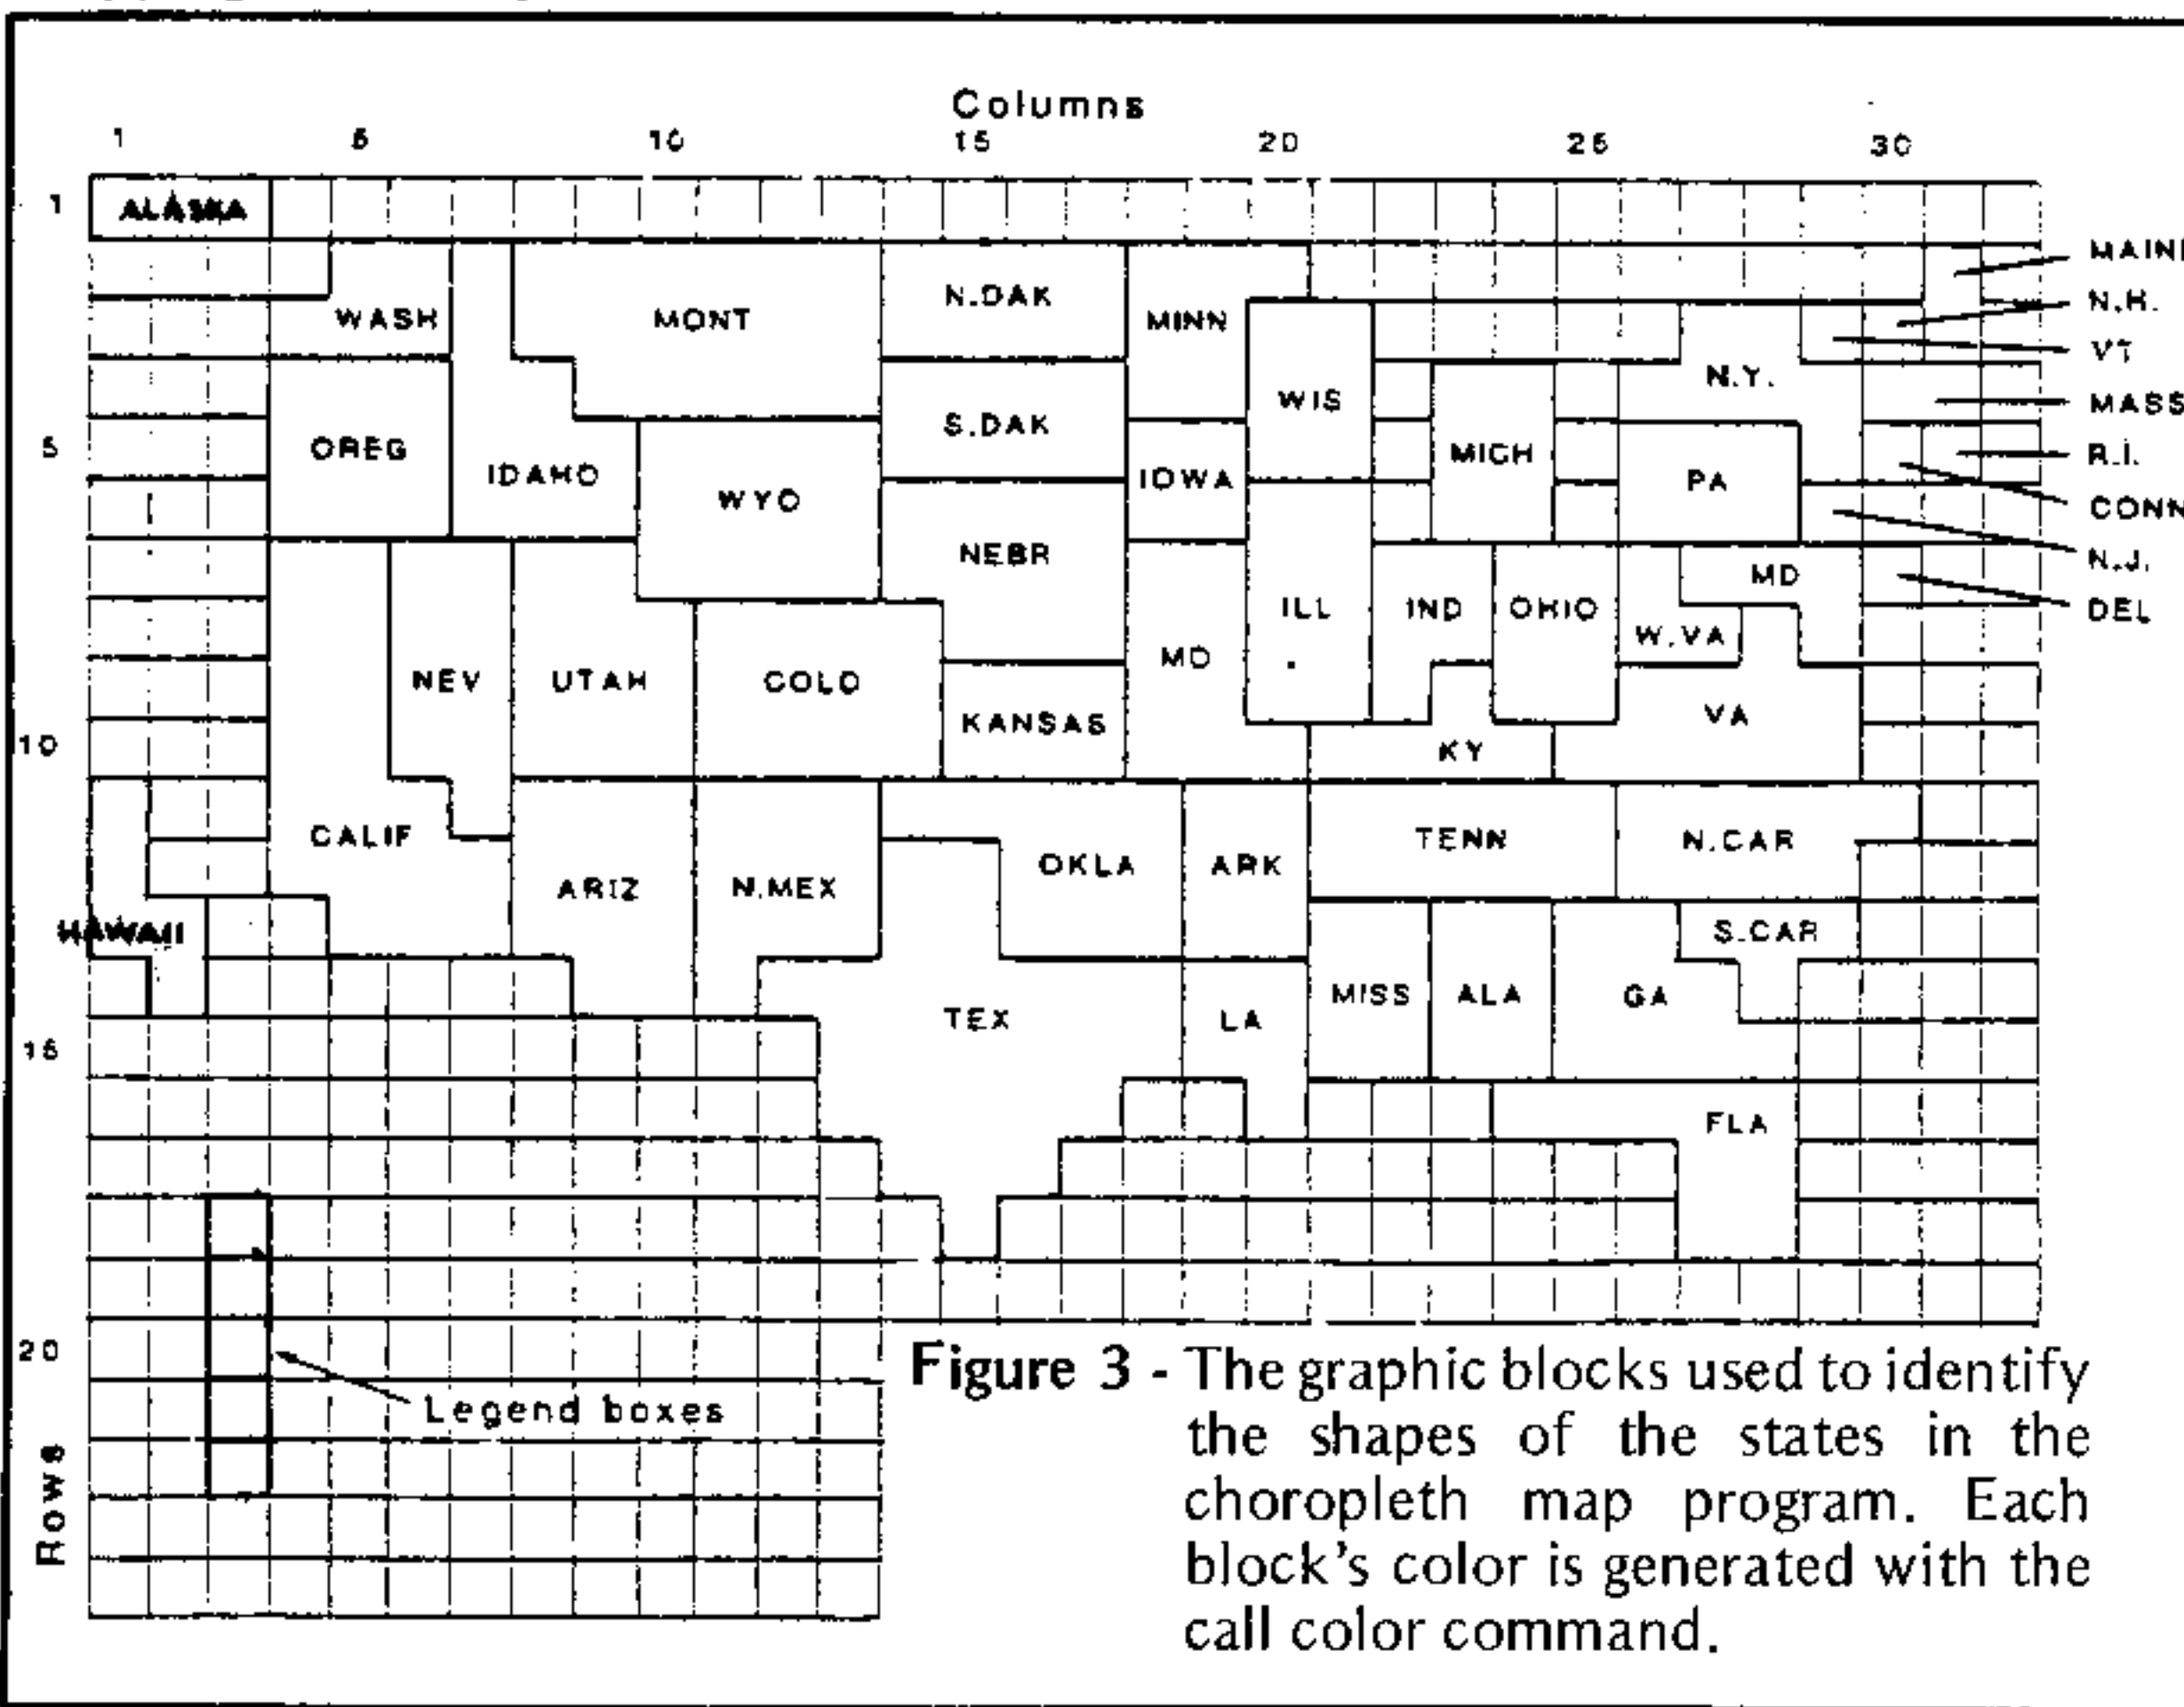 Columns
1 5 10 15 20 25 30
1
ALASKA
MAIN
N.H.
VT
MASS
R.I.
CONN
N.J.
DEL
WASH
MONT
N.DAK
MINN
WIS
N.Y.
5
OREG
IDAHO
WYO
S.DAK
IOWA
MICH
PA
NEBR
ILL
IND
OHIO
MD
W.VA
NEV
UTAH
COLO
KANSAS
MO
VA
10
KY
CALIF
ARIZ
N.MEX
OKLA
ARK
TENN
N.CAR
HAWAII
S.CAR
TEX
LA
MISS
ALA
GA
15
FLA
20
Legend boxes
Rows
Figure 3 - The graphic blocks used to identify
the shapes of the states in the
choropleth map program. Each
block's color is generated with the
call color command.